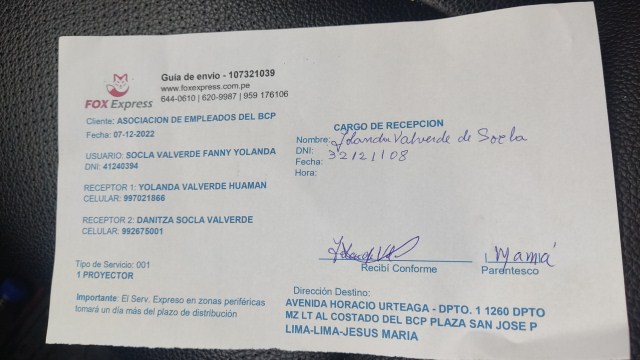 FOX Express
Guía de envío - 107321039
www.foxexpress.com.pe
644-0610 | 620-9987 | 959 176106
Cliente: ASOCIACION DE EMPLEADOS DEL BCP
Fecha: 07-12-2022
USUARIO: SOCLA VALVERDE FANNY YOLANDA
DNI: 41240394
RECEPTOR 1: YOLANDA VALVERDE HUAMAN
CELULAR: 997021866
RECEPTOR 2: DANITZA SOCLA VALVERDE
CELULAR: 992675001
Tipo de Servicio: 001
1 PROYECTOR
Importante: El Serv. Expreso en zonas periféricas
tomará un día más del plazo de distribución
CARGO DE RECEPCION
Nombre: Yolanda Valverde de Socla
DNI: 32121108
Fecha:
Hora:
Mamá
Recibí Conforme Parentesco
Dirección Destino:
AVENIDA HORACIO URTEAGA - DPTO. 1 1260 DPTO
MZ LT AL COSTADO DEL BCP PLAZA SAN JOSE P
LIMA-LIMA-JESUS MARIA